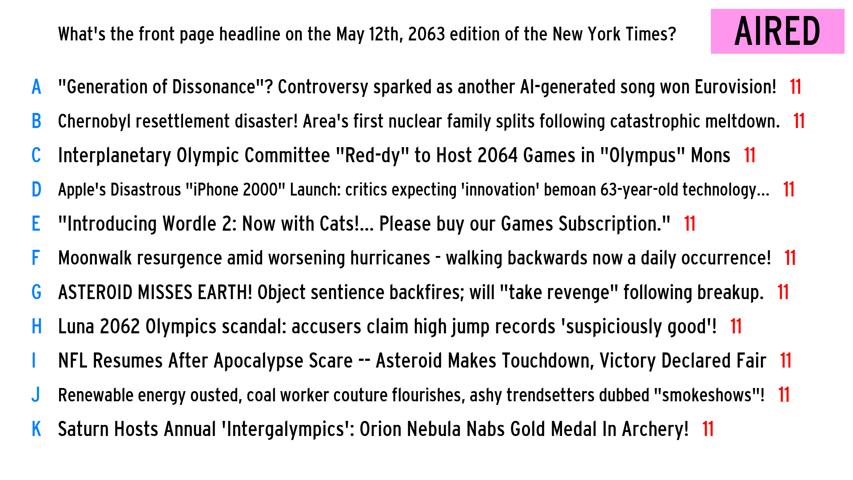 What's the front page headline on the May 12th, 2063 edition of the New York Times? AIRED
A "Generation of Dissonance"? Controversy sparked as another AI-generated song won Eurovision! 11
B Chernobyl resettlement disaster! Area's first nuclear family splits following catastrophic meltdown. 11
C Interplanetary Olympic Committee "Red-dy" to Host 2064 Games in "Olympus" Mons 11
D Apple's Disastrous "iPhone 2000" Launch: critics expecting 'innovation' bemoan 63-year-old technology... 11
E "Introducing Wordle 2: Now with Cats!... Please buy our Games Subscription." 11
F Moonwalk resurgence amid worsening hurricanes - walking backwards now a daily occurrence! 11
G ASTEROID MISSES EARTH! Object sentience backfires; will "take revenge" following breakup. 11
H Luna 2062 Olympics scandal: accusers claim high jump records 'suspiciously good'! 11
I NFL Resumes After Apocalypse Scare -- Asteroid Makes Touchdown, Victory Declared Fair 11
J Renewable energy ousted, coal worker couture flourishes, ashy trendsetters dubbed "smokeshows"! 11
K Saturn Hosts Annual 'Intergalympics': Orion Nebula Nabs Gold Medal In Archery! 11